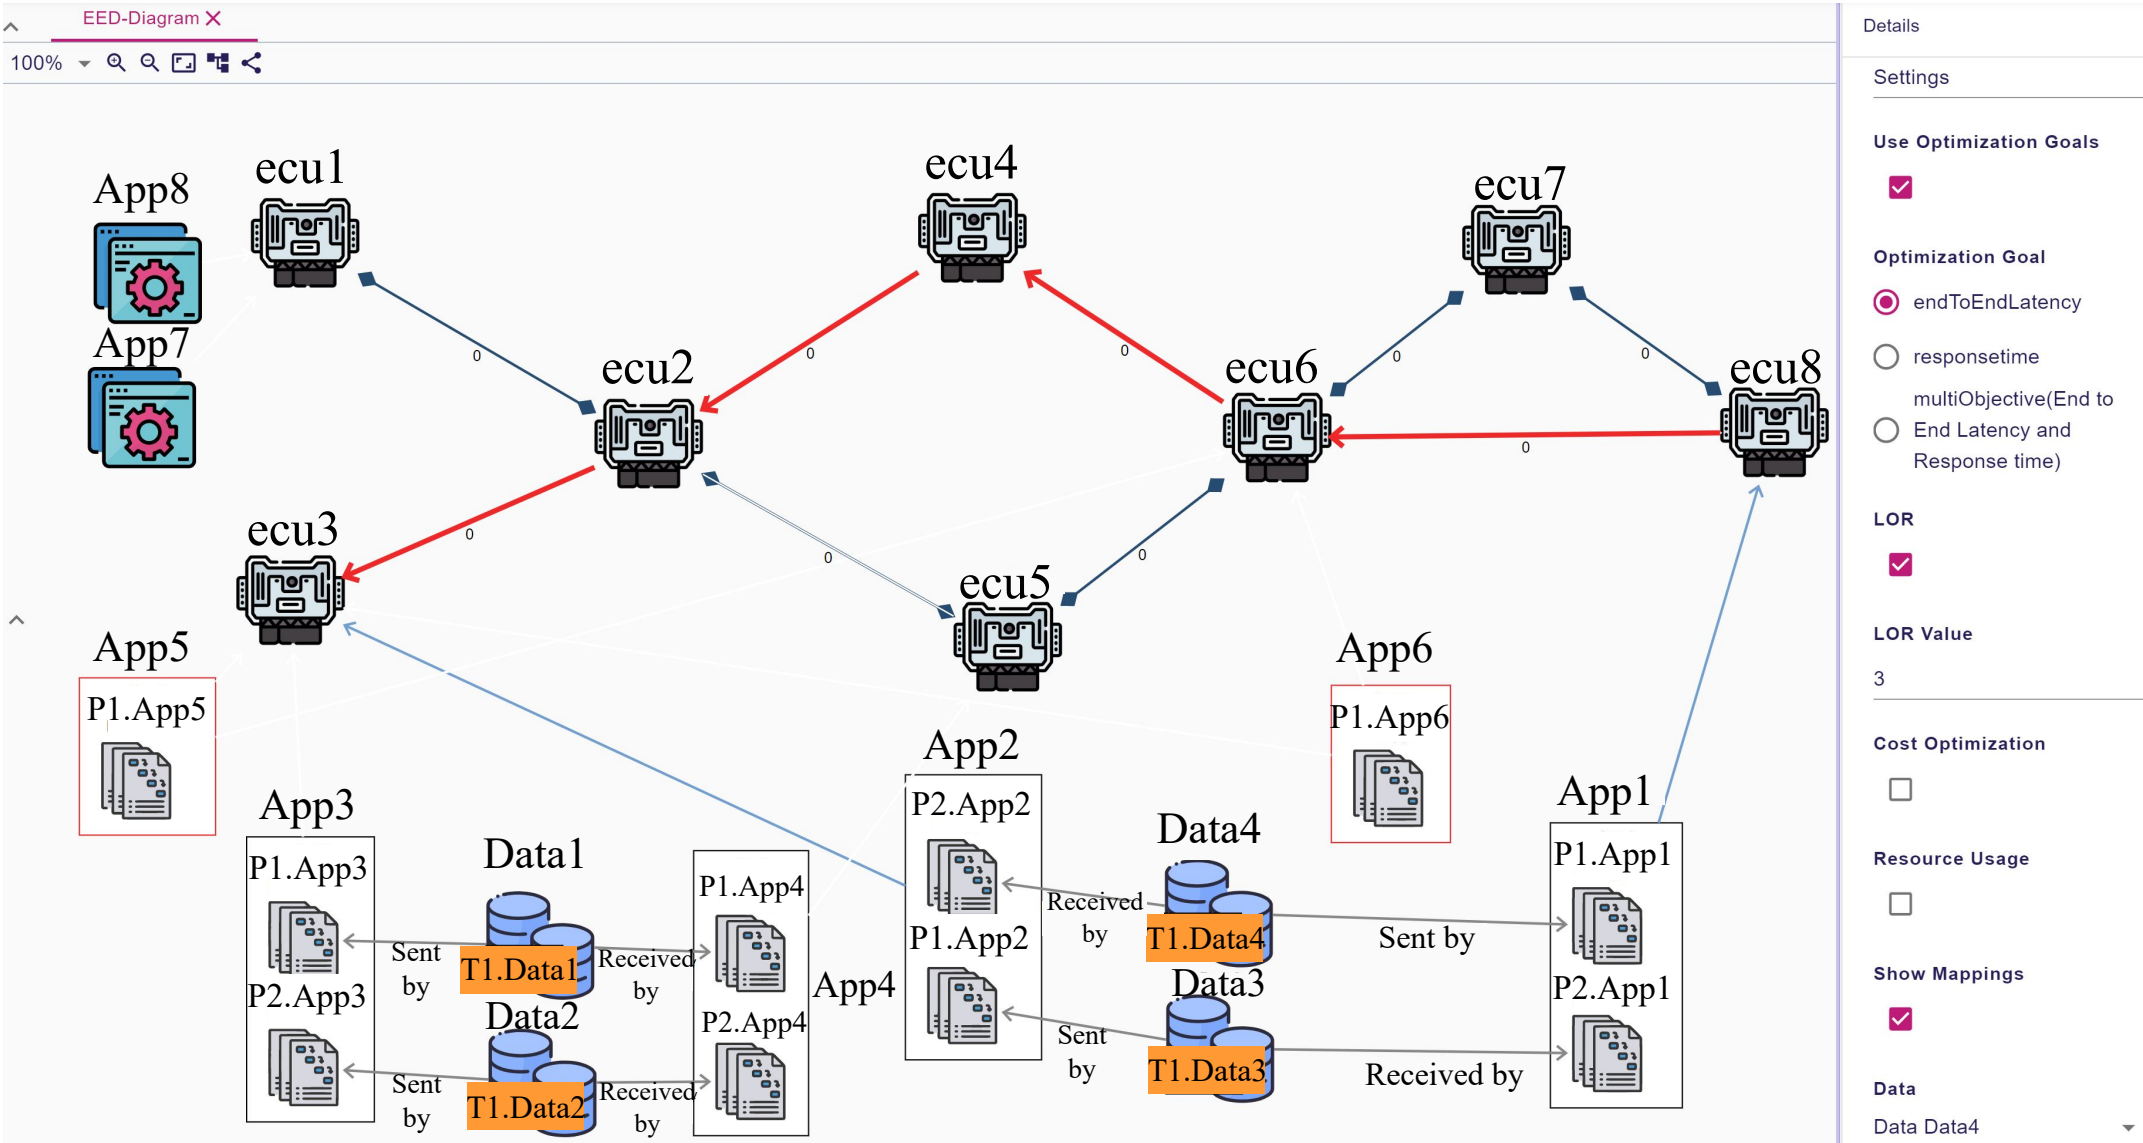 EED-Diagram
100%
ecu1
ecu4
ecu7
App8
App7
0
0
0
0
0
ecu2
ecu6
ecu8
0
0
ecu3
0
0
ecu5
App5
P1.App5
App6
P1.App6
App2
P2.App2
P1.App2
App3
P1.App3
P2.App3
Data1
T1.Data1
Sent
by
Received
by
Data2
T1.Data2
Sent
by
Received
by
P1.App4
P2.App4
App4
Data4
T1.Data4
Received
by
Sent by
Data3
T1.Data3
Sent
by
Received by
App1
P1.App1
P2.App1
Details
Settings
Use Optimization Goals
Optimization Goal
endToEndLatency
responsetime
multiObjective(End to
End Latency and
Response time)
LOR
LOR Value
3
Cost Optimization
Resource Usage
Show Mappings
Data
Data Data4